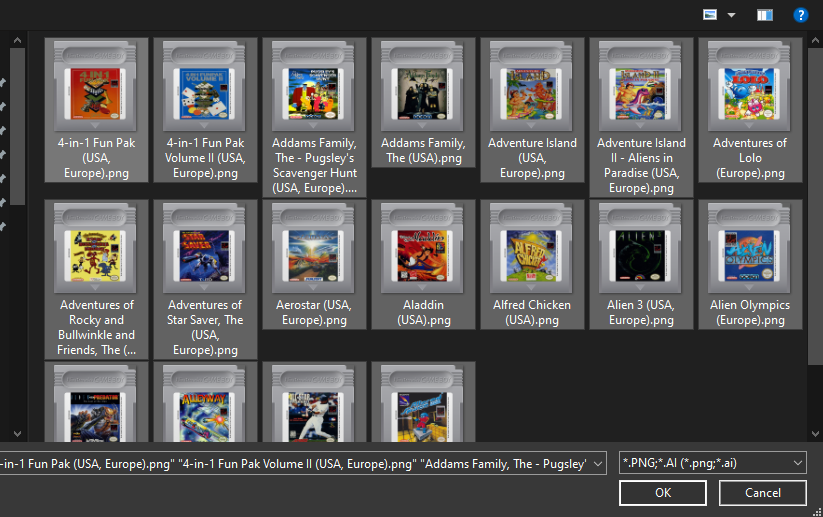 4-in-1 Fun Pak
(USA,
Europe).png
4-in-1 Fun Pak
Volume II (USA,
Europe).png
Addams Family,
The - Pugsley's
Scavenger Hunt
(USA, Europe)....
Addams Family,
The (USA).png
Adventure Island
(USA,
Europe).png
Adventure Island
II - Aliens in
Paradise (USA,
Europe).png
Adventures of
Lolo
(Europe).png
Adventures of
Rocky and
Bullwinkle and
Friends, The (...
Adventures of
Star Saver, The
(USA,
Europe).png
Aerostar (USA,
Europe).png
Aladdin
(USA).png
Alfred Chicken
(USA).png
Alien 3 (USA,
Europe).png
Alien Olympics
(Europe).png
-in-1 Fun Pak (USA, Europe).png" "4-in-1 Fun Pak Volume II (USA, Europe).png" "Addams Family, The - Pugsley'
*.PNG;*.AI (*.png;*.ai)
OK
Cancel